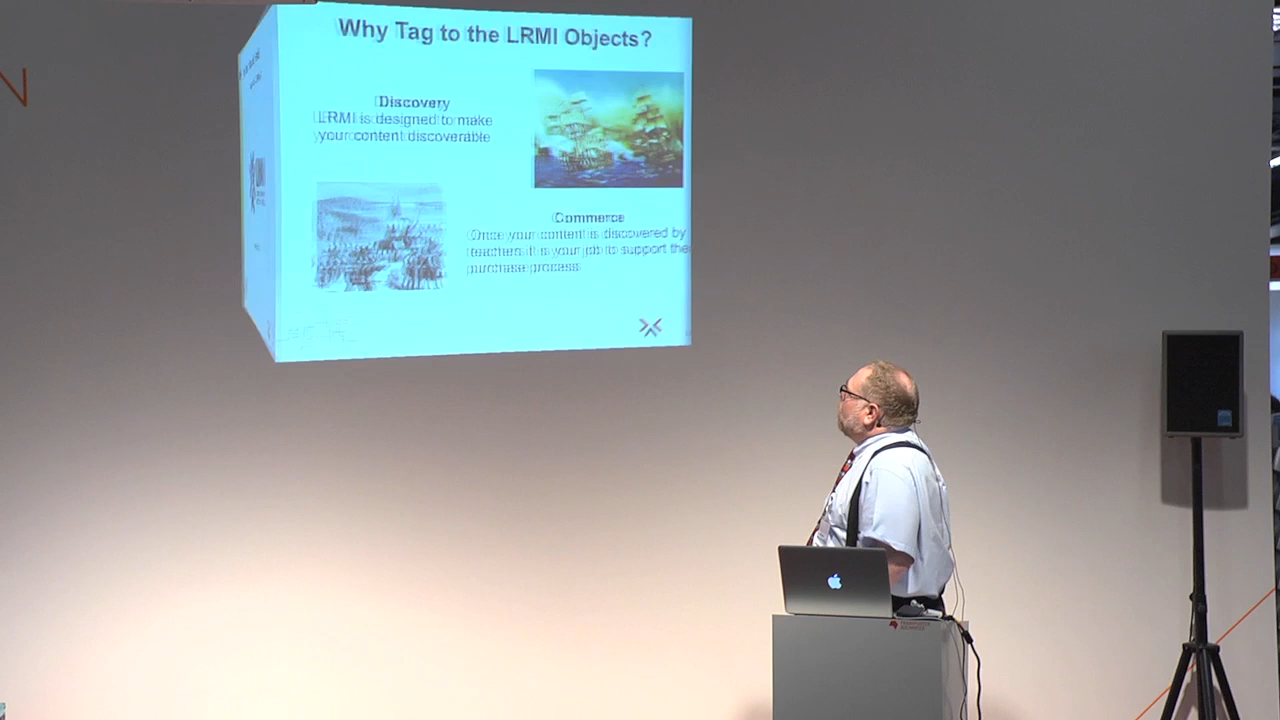 N
Why Tag to the LRMI Objects?
Discovery
LRMI is designed to make
your content discoverable
Commerce
Once your content is discovered by
teachers it is your job to support the
purchase process
LRMI